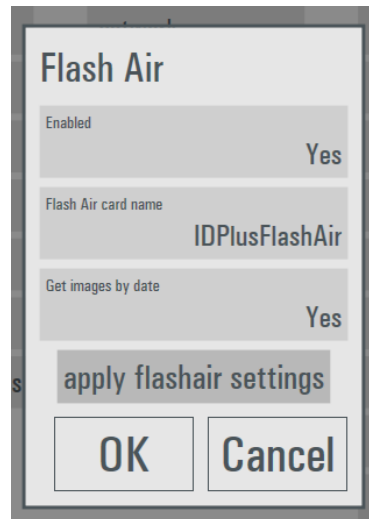 Flash Air
Enabled
Yes
Flash Air card name
IDPlusFlashAir
Get images by date
Yes
s
apply flashair settings
OK
Cancel